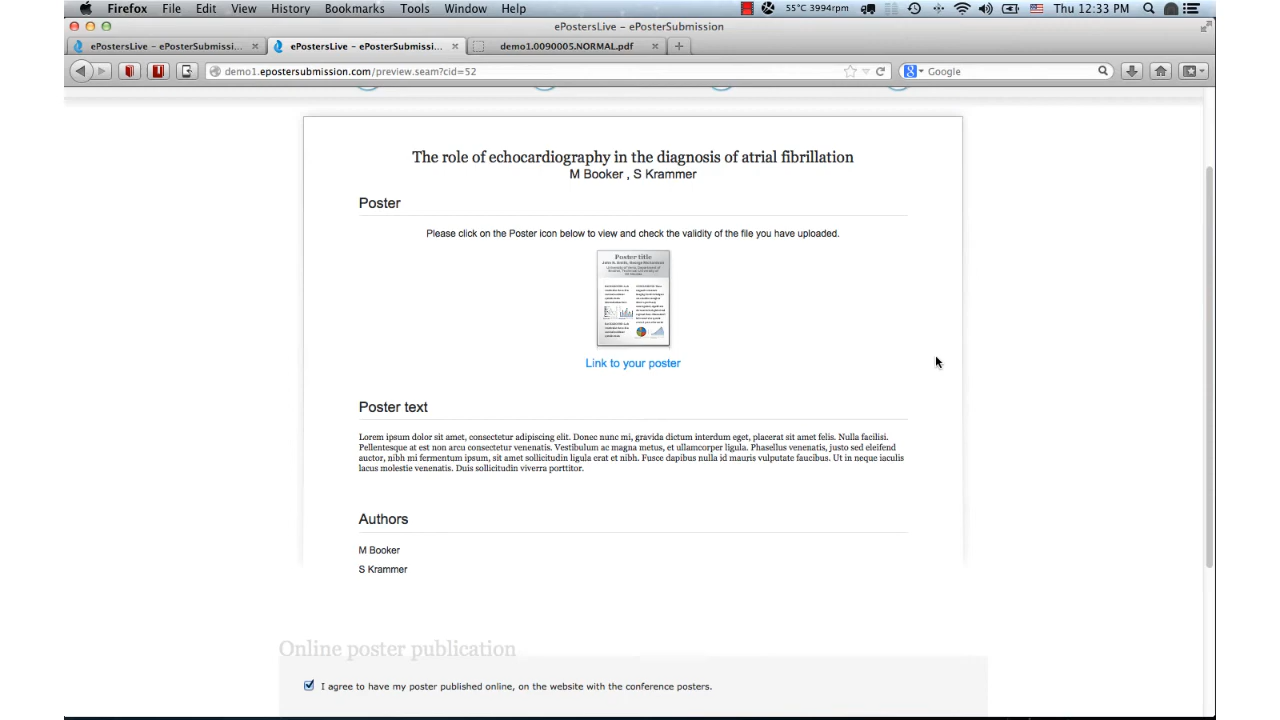 Firefox File Edit View History Bookmarks Tools Window Help 55°C 3994rpm Thu 12:33 PM
ePostersLive – ePosterSubmission
ePostersLive – ePosterSubmissi... ePostersLive – ePosterSubmissi... demo1.0090005.NORMAL.pdf
demo1.epostersubmission.com/preview.seam?cid=52 Google
The role of echocardiography in the diagnosis of atrial fibrillation
M Booker , S Krammer
Poster
Please click on the Poster icon below to view and check the validity of the file you have uploaded.
Poster title
Link to your poster
Poster text
Lorem ipsum dolor sit amet, consectetur adipiscing elit. Donec nunc mi, gravida dictum interdum eget, placerat sit amet felis. Nulla facilisi.
Pellentesque at est non arcu consectetur venenatis. Vestibulum ac magna metus, et ullamcorper ligula. Phasellus venenatis, justo sed eleifend
auctor, nibh mi fermentum ipsum, sit amet sollicitudin ligula erat et nibh. Fusce dapibus nulla id mauris vulputate faucibus. Ut in neque iaculis
lacus molestie venenatis. Duis sollicitudin viverra porttitor.
Authors
M Booker
S Krammer
Online poster publication
I agree to have my poster published online, on the website with the conference posters.